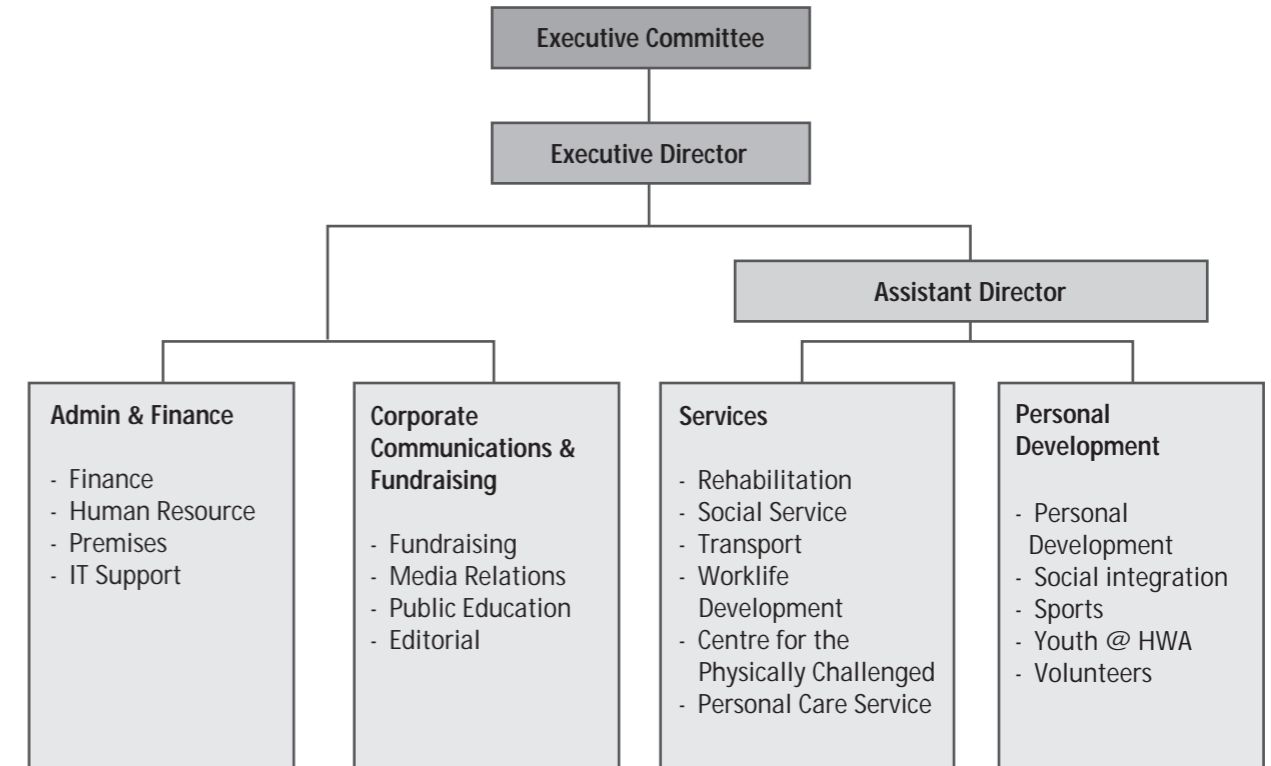 Executive Committee
Executive Director
Assistant Director
Admin & Finance
- Finance
- Human Resource
- Premises
- IT Support
Corporate
Communications &
Fundraising
- Fundraising
- Media Relations
- Public Education
- Editorial
Services
- Rehabilitation
- Social Service
- Transport
- Worklife
Development
- Centre for the
Physically Challenged
- Personal Care Service
Personal
Development
- Personal
Development
- Social integration
- Sports
- Youth @ HWA
- Volunteers